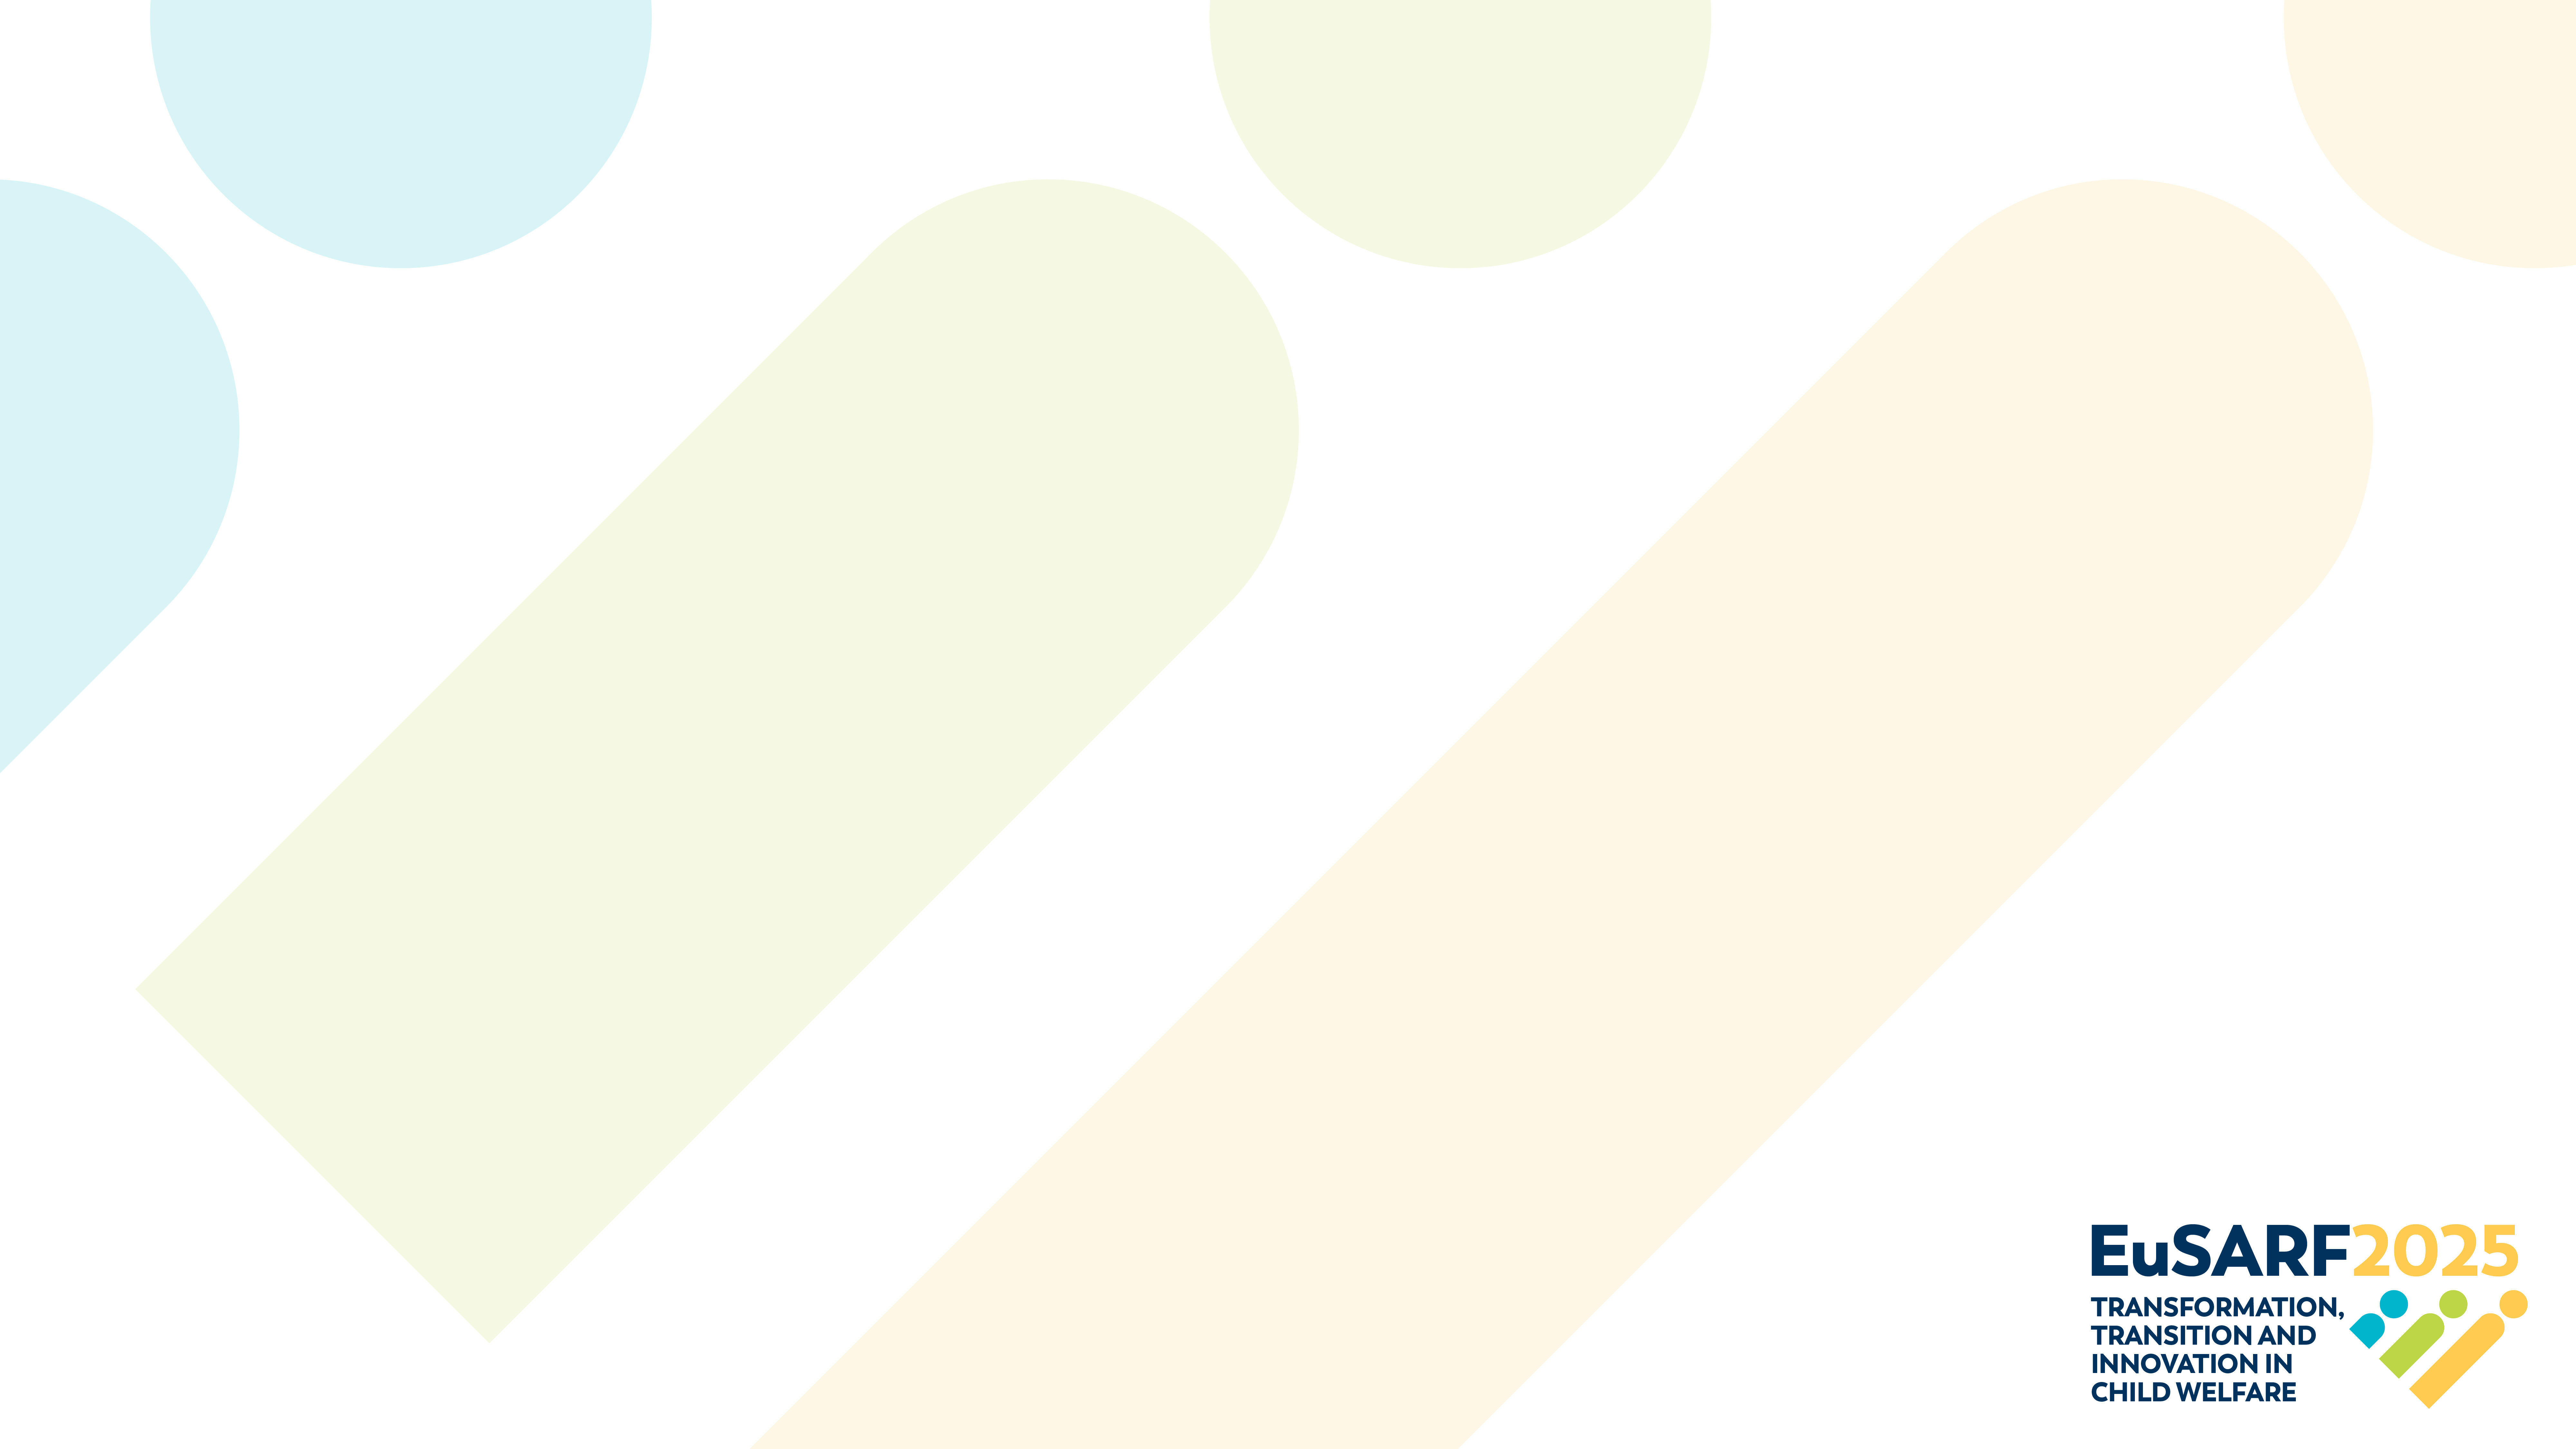 EuSARF2025
TRANSFORMATION,
TRANSITION AND
INNOVATION IN
CHILD WELFARE